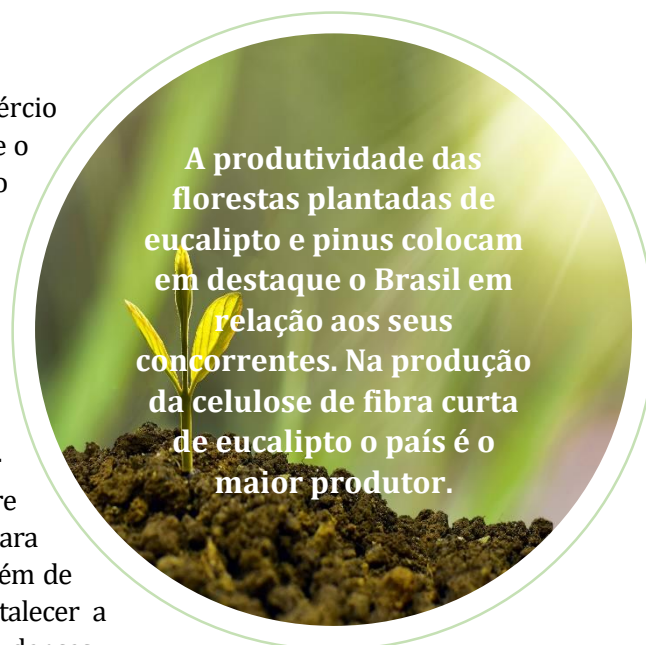 ércio
e o
o
A produtividade das
florestas plantadas de
eucalipto e pinus colocam
em destaque o Brasil em
relação aos seus
concorrentes. Na produção
da celulose de fibra curta
de eucalipto o país é o
maior produtor.
re
ara
ém de
talecer a